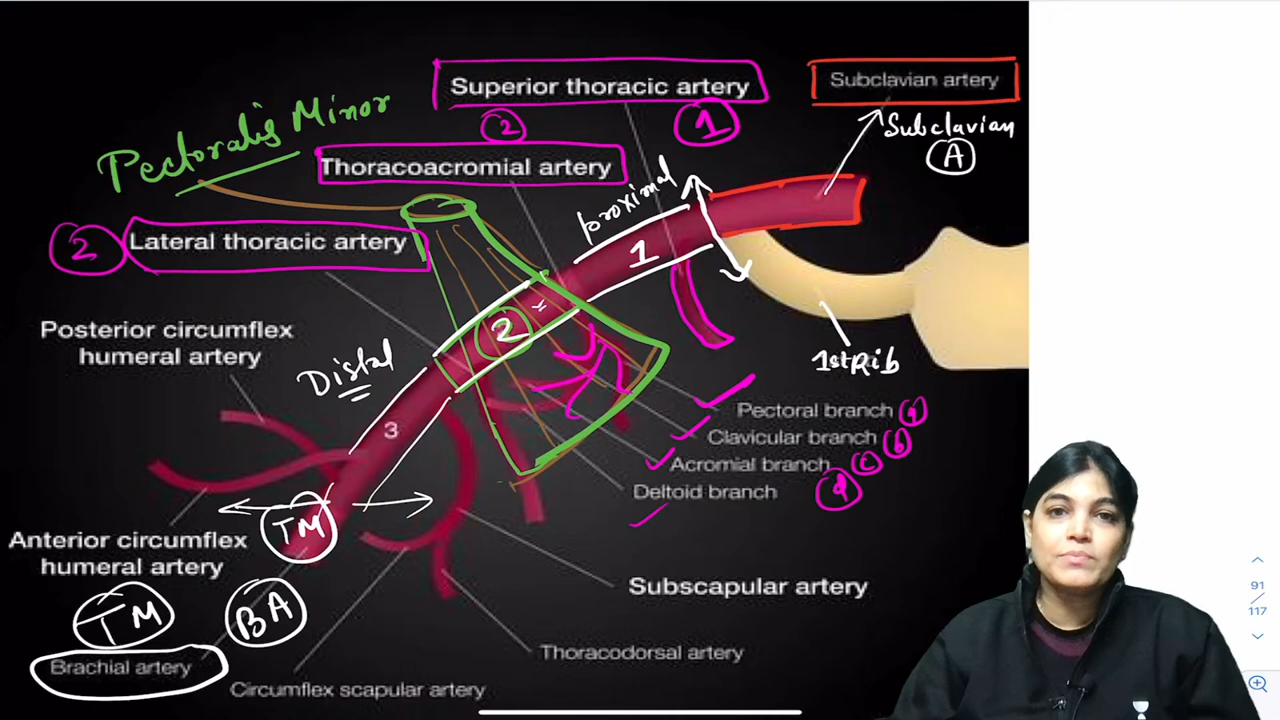 Superior thoracic artery
Subclavian artery
Pectoralis Minor
2
1
Subclavian
A
Thoracoacromial artery
proximal
2
Lateral thoracic artery
1
2
Posterior circumflex
humeral artery
Distal
1st Rib
3
Pectoral branch a
Clavicular branch b
Acromial branch c
Deltoid branch d
TM
Anterior circumflex
humeral artery
Subscapular artery
TM
BA
Brachial artery
Thoracodorsal artery
Circumflex scapular artery
91
/
117